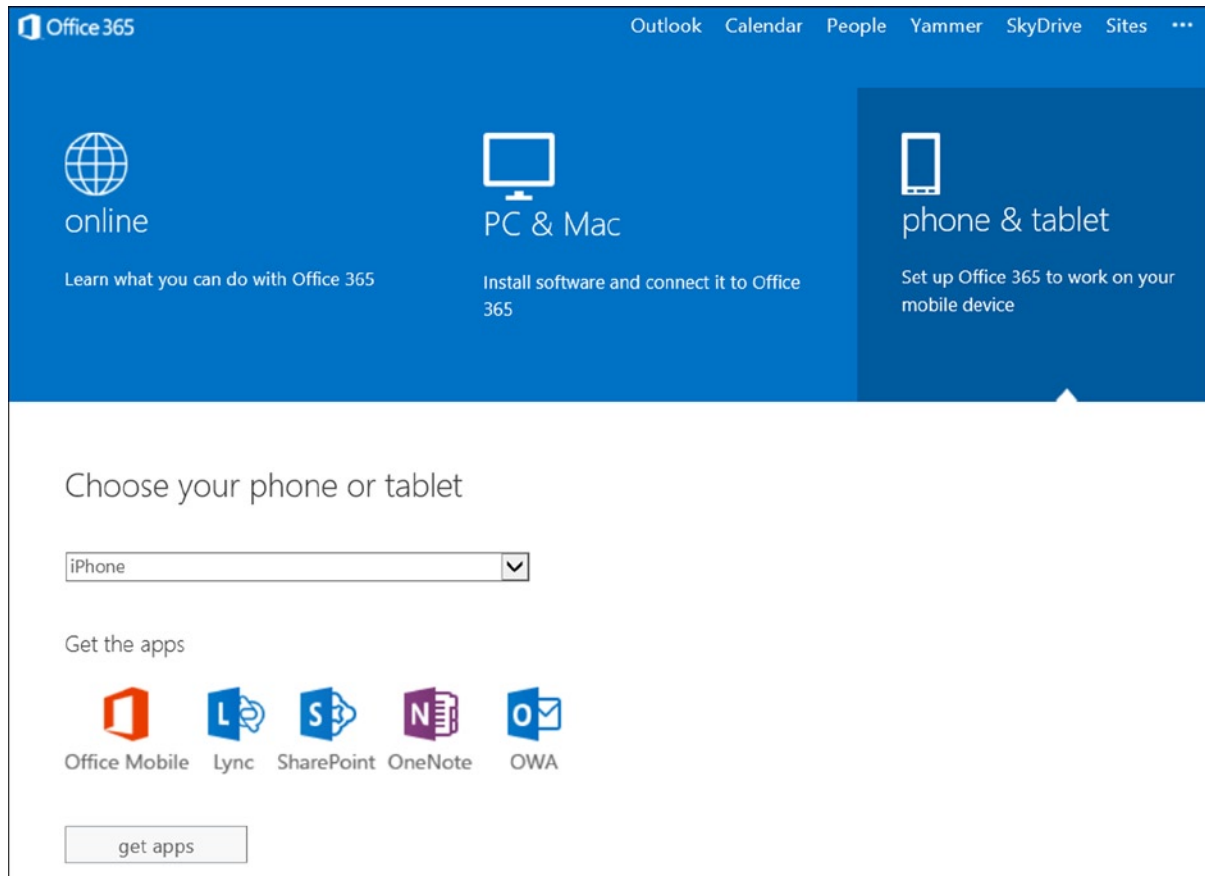 Office 365
Outlook Calendar People Yammer SkyDrive Sites ···
online
Learn what you can do with Office 365
PC & Mac
Install software and connect it to Office
365
phone & tablet
Set up Office 365 to work on your
mobile device
Choose your phone or tablet
iPhone
Get the apps
L S N O
Office Mobile Lync SharePoint OneNote OWA
get apps